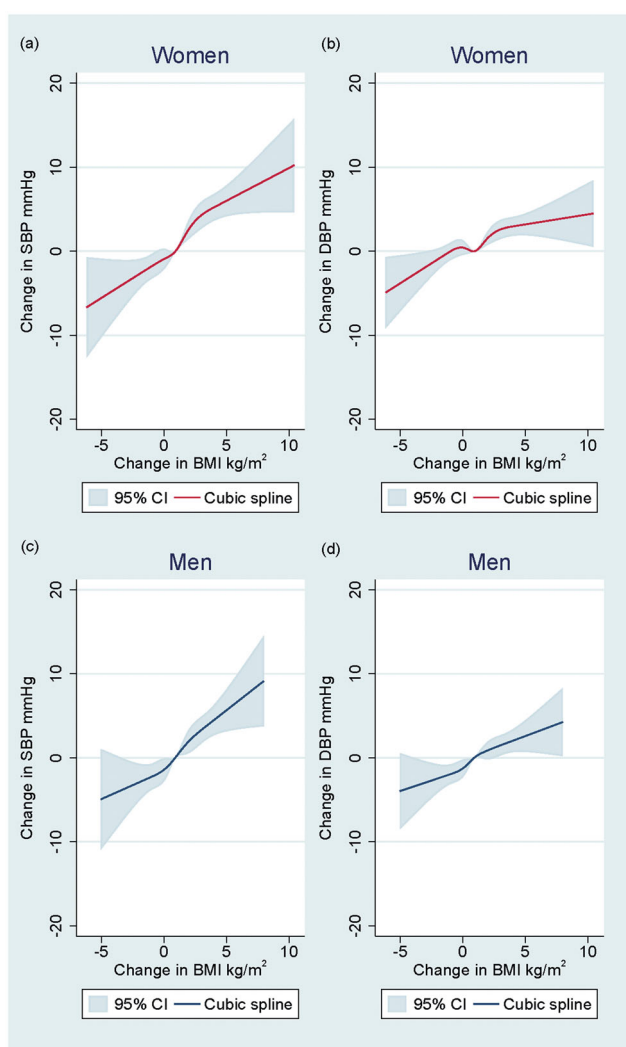 (a)
Women
20
10
0
-10
-20
Change in SBP mmHg
-5 0 5 10
Change in BMI kg/m²
95% CI Cubic spline
(b)
Women
20
10
0
-10
-20
Change in DBP mmHg
-5 0 5 10
Change in BMI kg/m²
95% CI Cubic spline
(c)
Men
20
10
0
-10
-20
Change in SBP mmHg
-5 0 5 10
Change in BMI kg/m²
95% CI Cubic spline
(d)
Men
20
10
0
-10
-20
Change in DBP mmHg
-5 0 5 10
Change in BMI kg/m²
95% CI Cubic spline